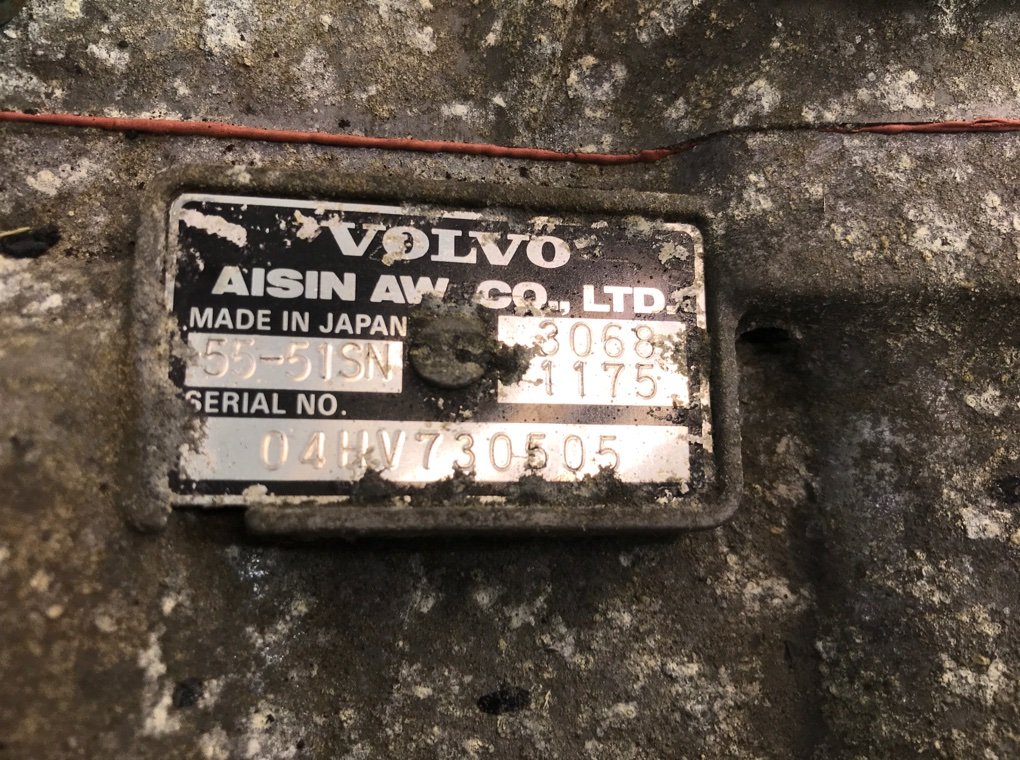 VOLVO
AISIN AW CO., LTD.
MADE IN JAPAN
55-51SN
3068
1175
SERIAL NO.
04HV730505